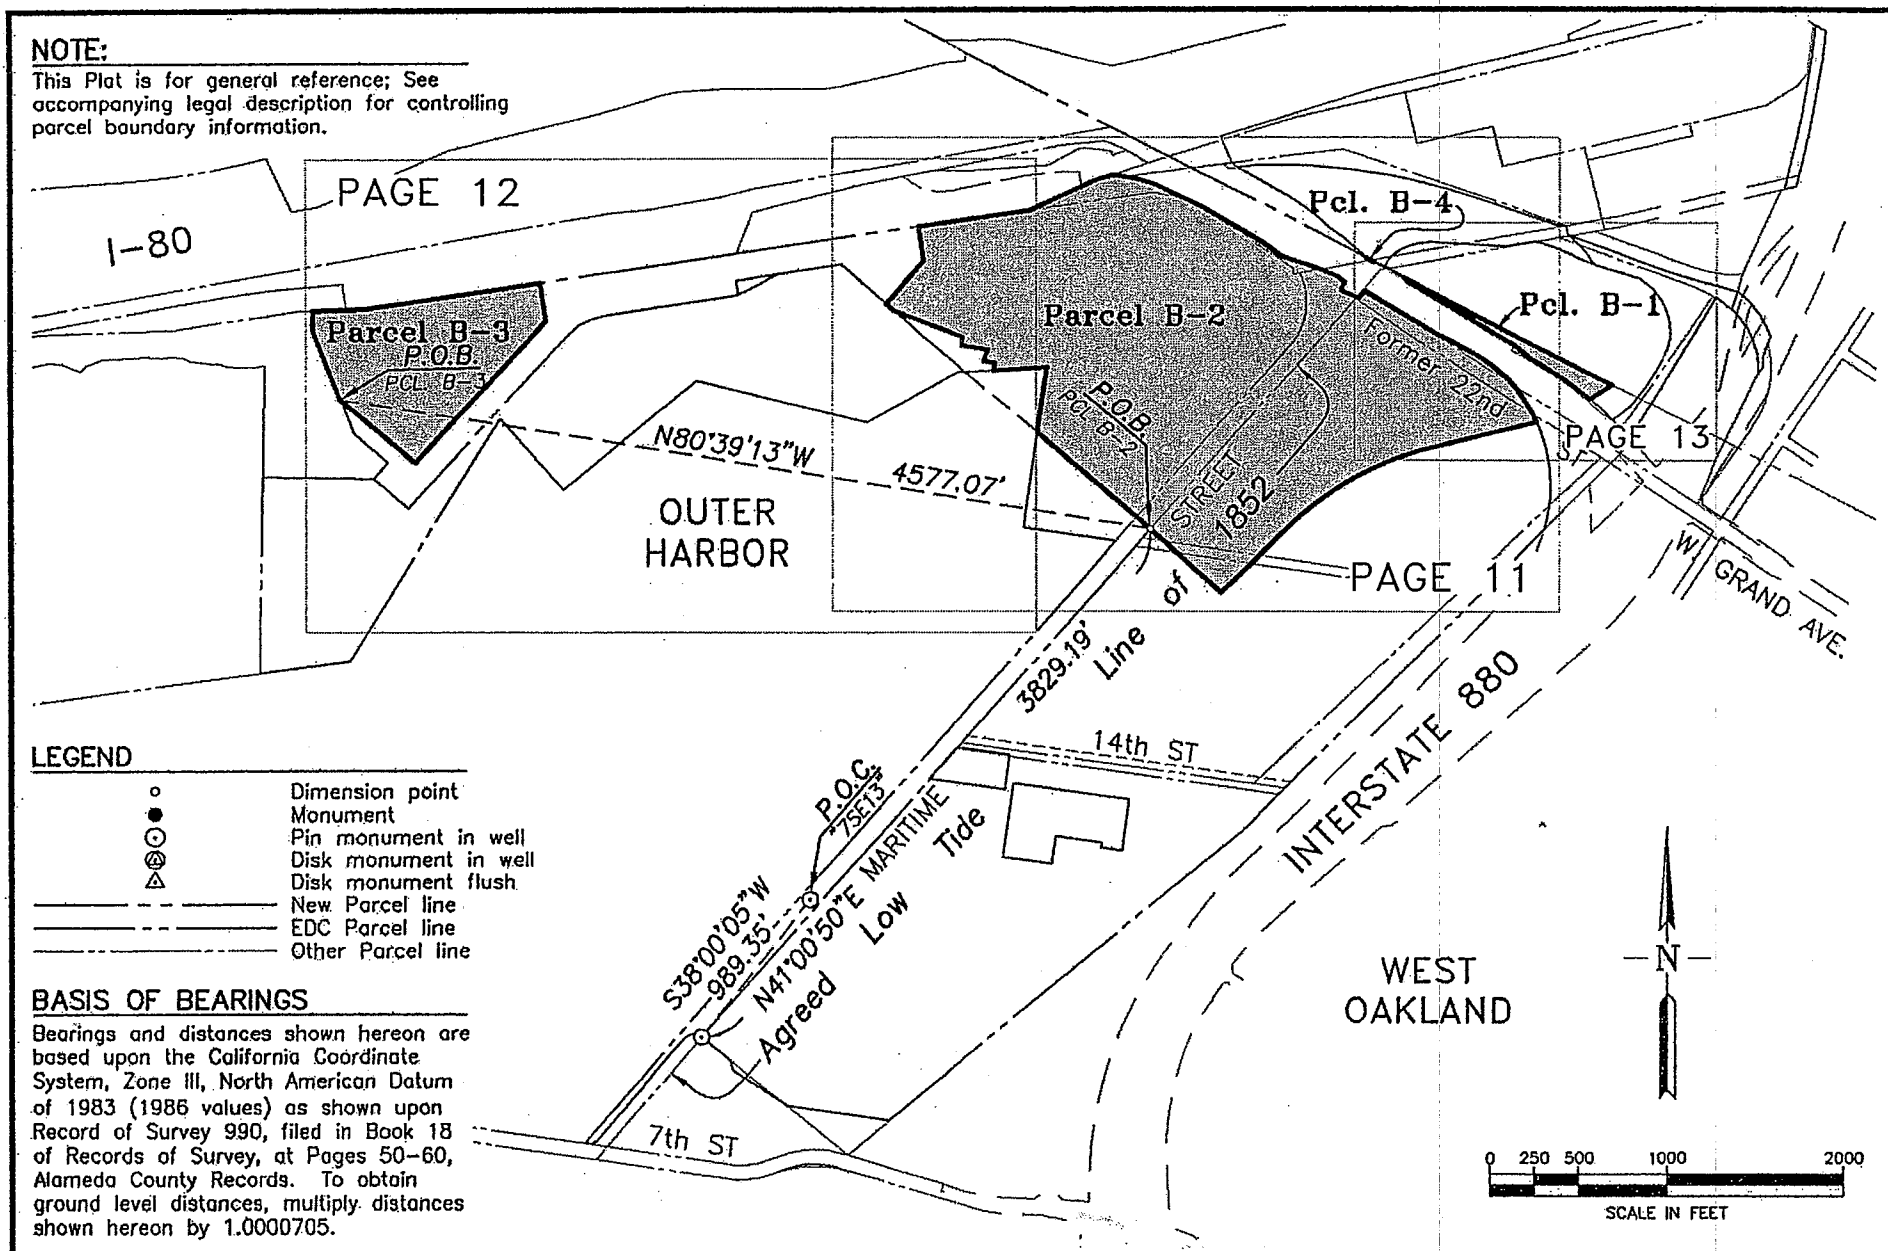 NOTE:
This Plat is for general reference; See
accompanying legal description for controlling
parcel boundary information.
PAGE 12
I-80
Pcl. B-4
Parcel B-3
P.O.B.
PCL. B-3
Parcel B-2
Pcl. B-1
Former 22nd
P.O.B.
PCL B-2
PAGE 13
N80°39'13"W
4577.07'
STREET
1852
OUTER
HARBOR
PAGE 11
W. GRAND AVE.
of
Line
3829.19'
INTERSTATE 880
14th ST
LEGEND
Dimension point
Monument
Pin monument in well
Disk monument in well
Disk monument flush
New Parcel line
EDC Parcel line
Other Parcel line
P.O.C.
"7SE13"
MARITIME
Tide
Low
S38°00'05"W
989.35'
N41°00'50"E
Agreed
WEST
OAKLAND
N
BASIS OF BEARINGS
Bearings and distances shown hereon are
based upon the California Coordinate
System, Zone III, North American Datum
of 1983 (1986 values) as shown upon
Record of Survey 990, filed in Book 18
of Records of Survey, at Pages 50-60,
Alameda County Records. To obtain
ground level distances, multiply distances
shown hereon by 1.0000705.
7th ST
0 250 500 1000 2000
SCALE IN FEET